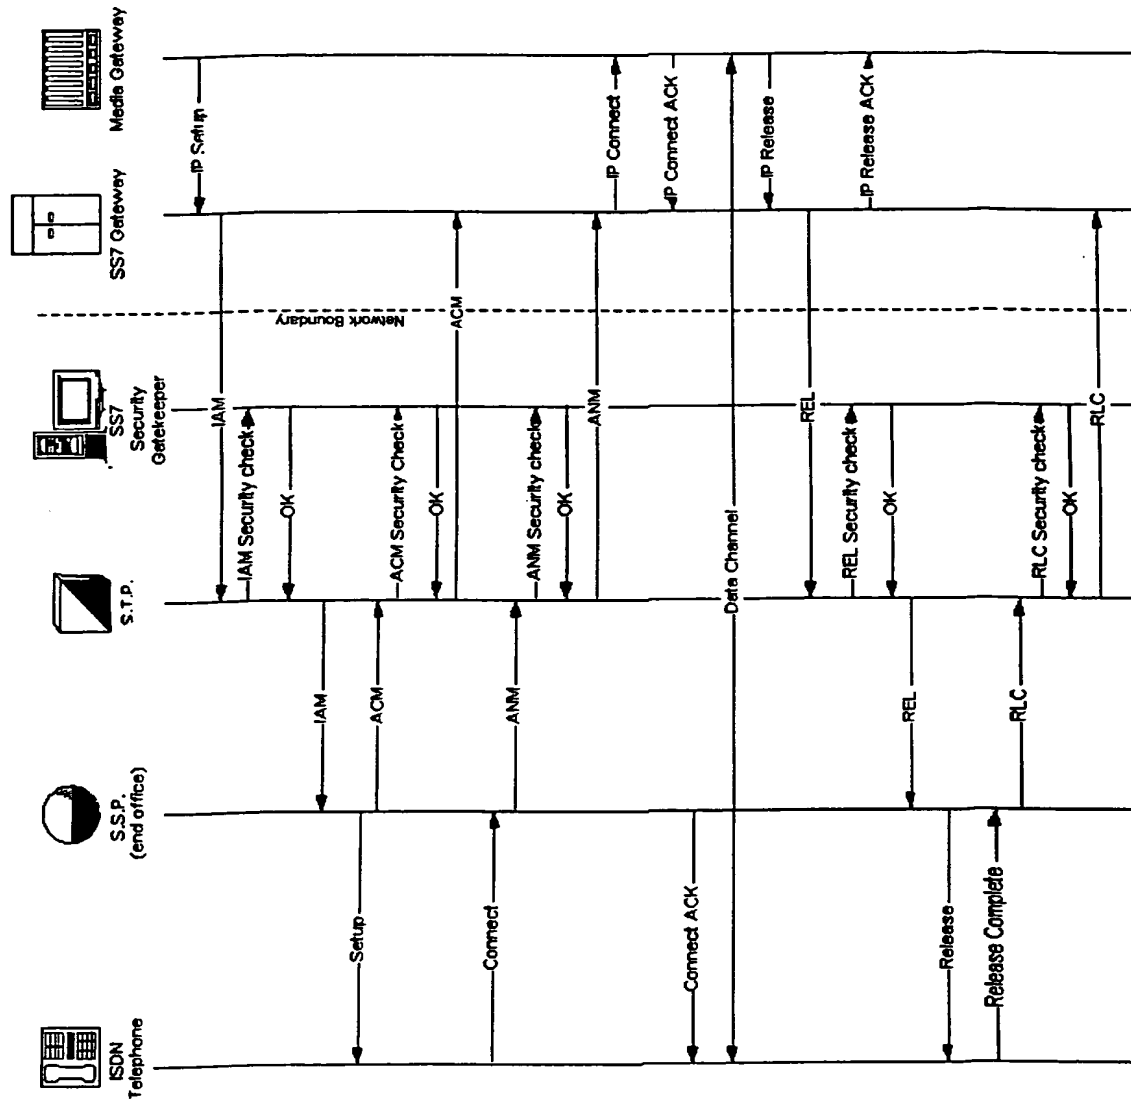 ISDN
Telephone
S.S.P.
(end office)
S.T.P.
SS7
Security
Gatekeeper
SS7 Gateway
Media Gateway
Network Boundary
IP Setup
IAM
IAM Security check
OK
IAM
Setup
ACM
ACM Security Check
OK
ACM
Connect
ANM
ANM Security check
OK
ANM
IP Connect
IP Connect ACK
Connect ACK
Data Channel
IP Release
REL
REL Security check
IP Release ACK
OK
REL
Release
Release Complete
RLC
RLC Security check
OK
RLC